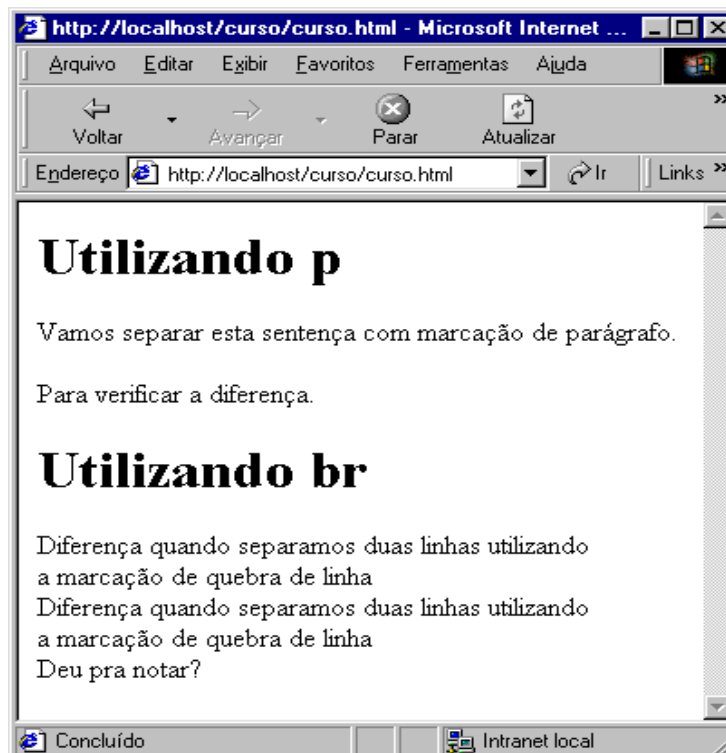 http://localhost/curso/curso.html - Microsoft Internet ...
Arquivo Editar Exibir Favoritos Ferramentas Ajuda
Voltar Avançar Parar Atualizar »
Endereço http://localhost/curso/curso.html Ir Links »
Utilizando p
Vamos separar esta sentença com marcação de parágrafo.
Para verificar a diferença.
Utilizando br
Diferença quando separamos duas linhas utilizando
a marcação de quebra de linha
Diferença quando separamos duas linhas utilizando
a marcação de quebra de linha
Deu pra notar?
Concluído Intranet local